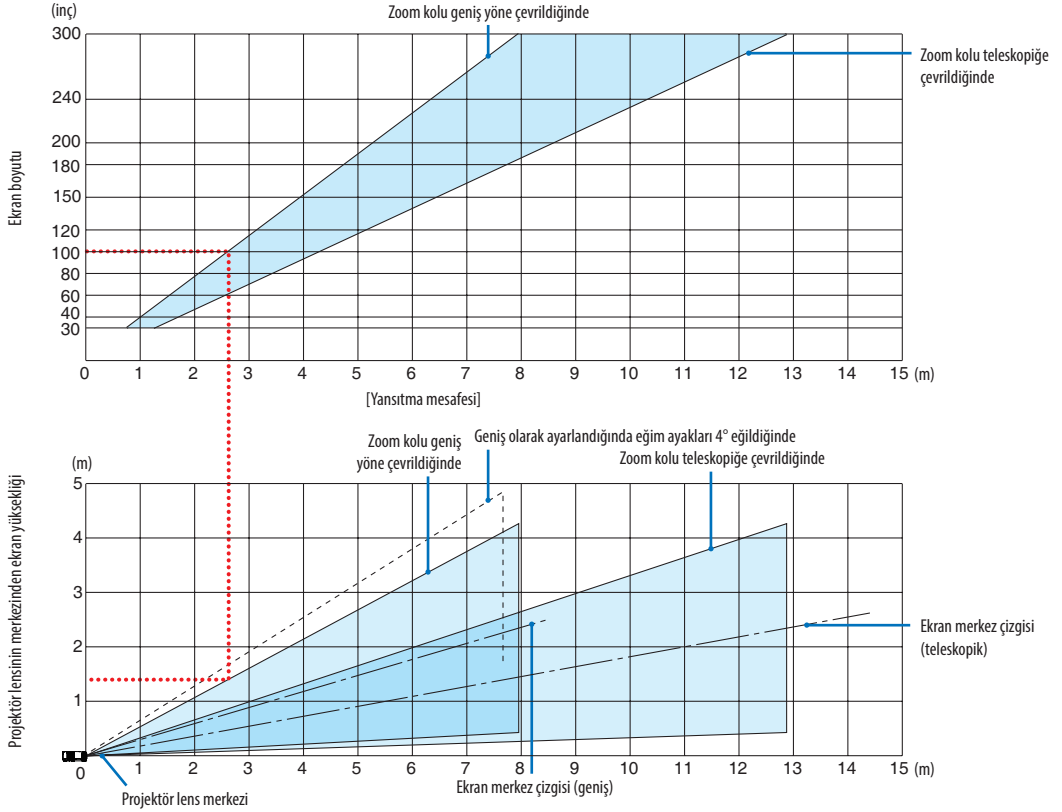 (inç)
Zoom kolu geniş yöne çevrildiğinde
300
240
200
180
150
120
100
80
60
40
30
Ekran boyutu
Zoom kolu teleskopiğe
çevrildiğinde
0 1 2 3 4 5 6 7 8 9 10 11 12 13 14 15 (m)
[Yansıtma mesafesi]
Zoom kolu geniş
yöne çevrildiğinde
Geniş olarak ayarlandığında eğim ayakları 4° eğildiğinde
Zoom kolu teleskopiğe çevrildiğinde
(m)
5
4
3
2
1
Projektör lensinin merkezinden ekran yüksekliği
Ekran merkez çizgisi
(teleskopik)
0 1 2 3 4 5 6 7 8 9 10 11 12 13 14 15 (m)
Ekran merkez çizgisi (geniş)
Projektör lens merkezi